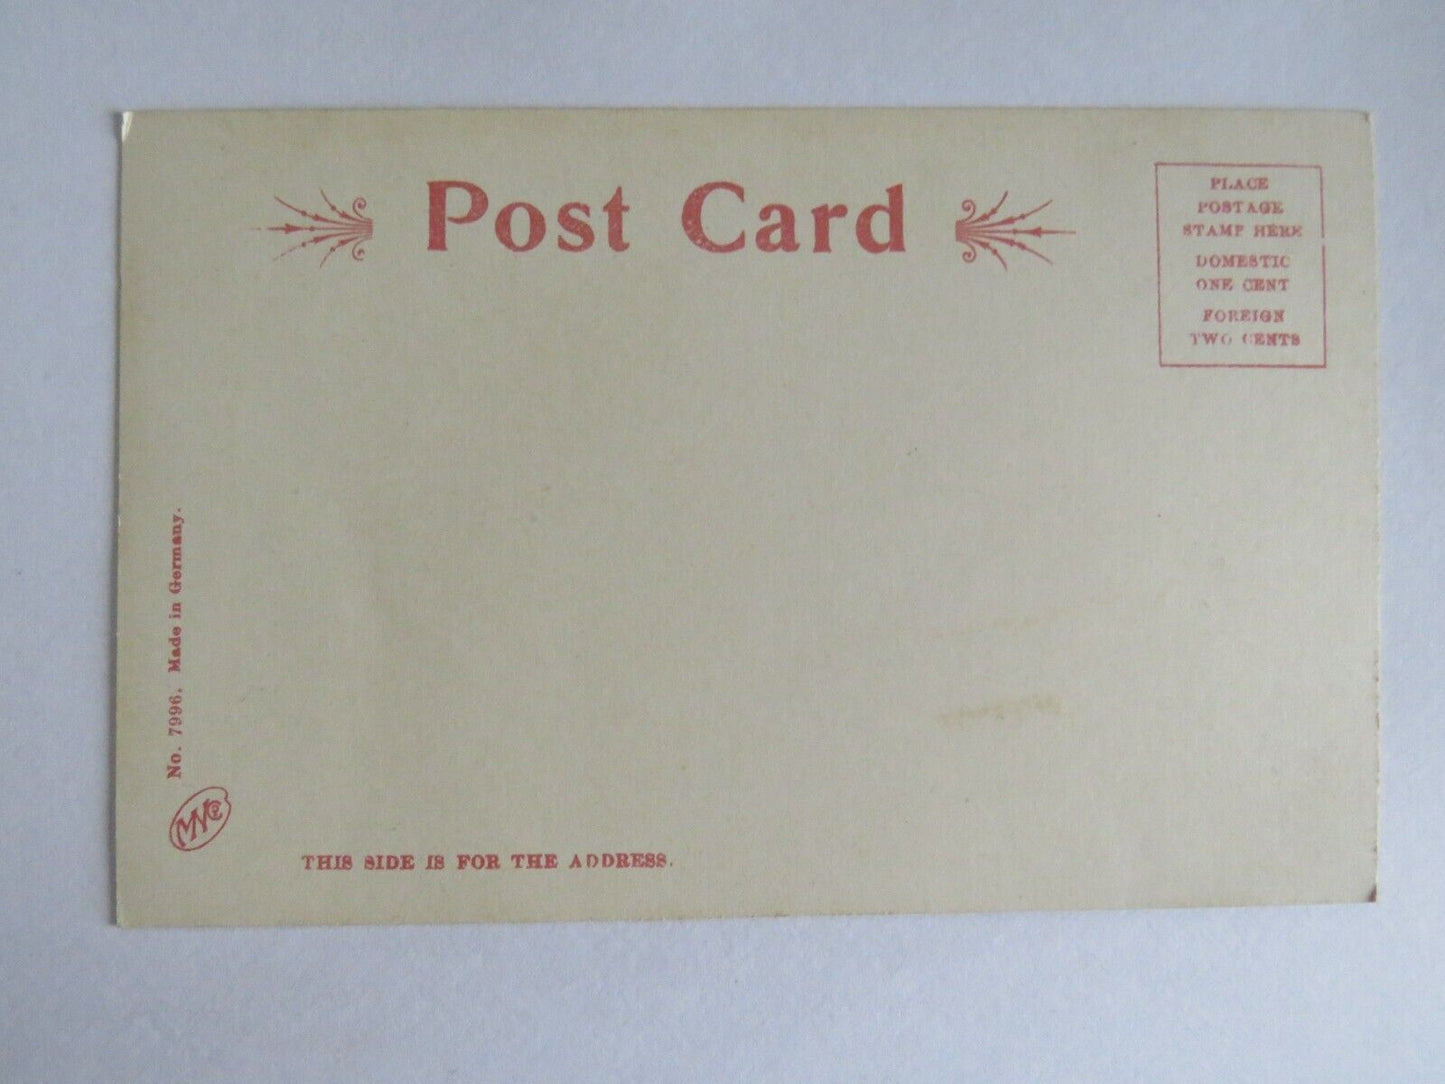 Post Card
PLACE
POSTAGE
STAMP HERE
DOMESTIC
ONE CENT
FOREIGN
TWO CENTS
No. 7996. Made in Germany.
THIS SIDE IS FOR THE ADDRESS.